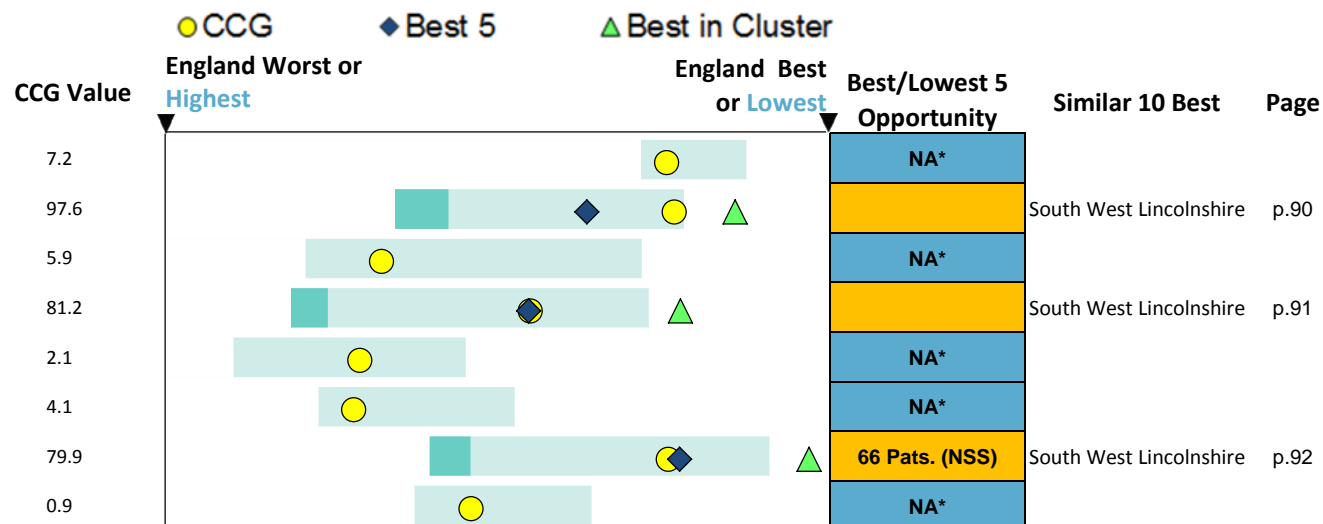 CCG Best 5 Best in Cluster
CCG Value England Worst or Highest England Best or Lowest Best/Lowest 5 Opportunity Similar 10 Best Page
7.2 NA*
97.6 South West Lincolnshire p.90
5.9 NA*
81.2 South West Lincolnshire p.91
2.1 NA*
4.1 NA*
79.9 66 Pats. (NSS) South West Lincolnshire p.92
0.9 NA*